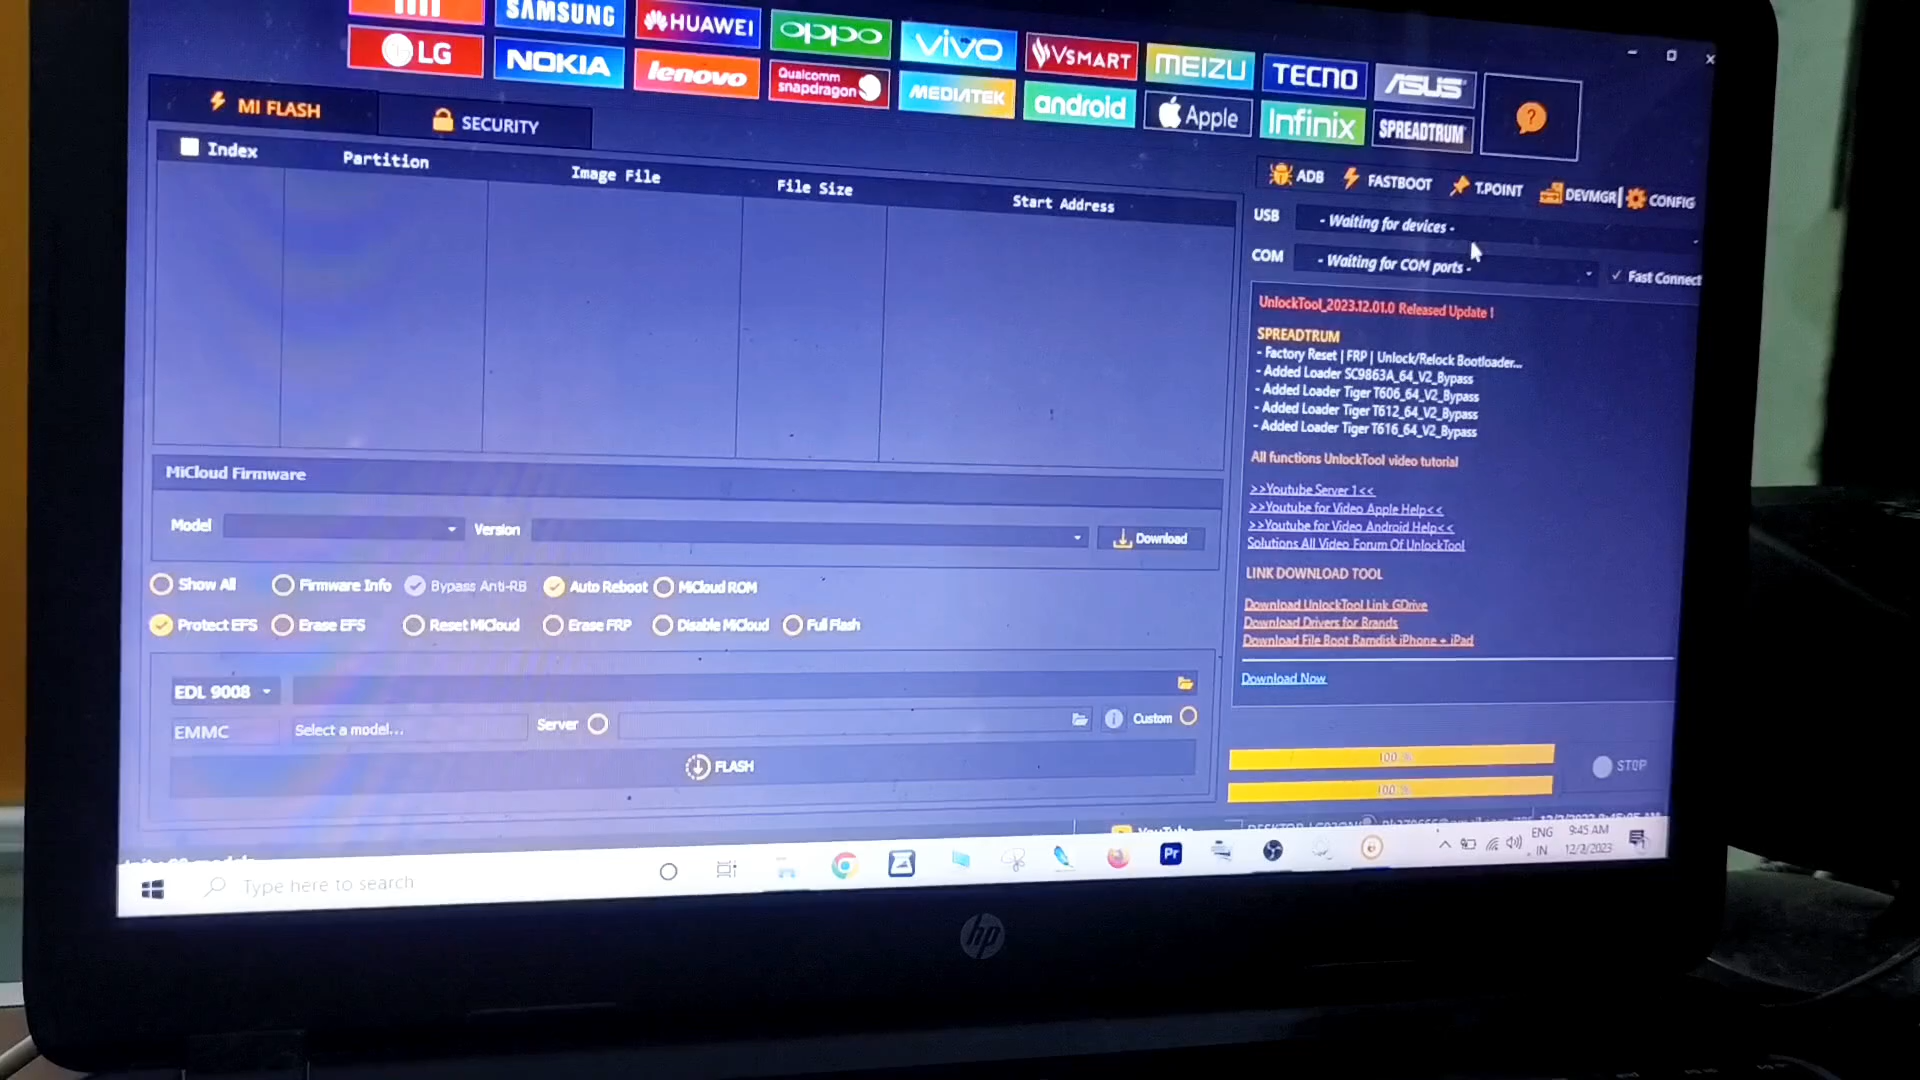 SAMSUNG
HUAWEI
oppo
vivo
VSMART
MEIZU
TECNO
ASUS
LG
NOKIA
lenovo
Qualcomm
snapdragon
MEDIATEK
android
Apple
Infinix
SPREADTRUM
?
MI FLASH
SECURITY
ADB
FASTBOOT
T.POINT
DEVMGR
CONFIG
Index
Partition
Image File
File Size
Start Address
USB
- Waiting for devices -
COM
- Waiting for COM ports -
Fast Connect
UnlockTool_2023.12.01.0 Released Update !
SPREADTRUM
- Factory Reset | FRP | Unlock/Relock Bootloader...
- Added Loader SC9863A_64_V2_Bypass
- Added Loader Tiger T606_64_V2_Bypass
- Added Loader Tiger T612_64_V2_Bypass
- Added Loader Tiger T616_64_V2_Bypass
All functions UnlockTool video tutorial
>>Youtube Server 1<<
>>Youtube for Video Apple Help<<
>>Youtube for Video Android Help<<
Solutions All Video Forum Of UnlockTool
LINK DOWNLOAD TOOL
Download UnlockTool Link GDrive
Download Drivers for Brands
Download File Boot Ramdisk iPhone + iPad
Download Now
MiCloud Firmware
Model
Version
Download
Show All
Firmware Info
Bypass Anti-RB
Auto Reboot
MiCloud ROM
Protect EFS
Erase EFS
Reset MiCloud
Erase FRP
Disable MiCloud
Full Flash
EDL 9008
EMMC
Select a model...
Server
Custom
FLASH
100 %
100 %
STOP
YouTube
Type here to search
Pr
ENG
IN
9:45 AM
12/2/2023
hp